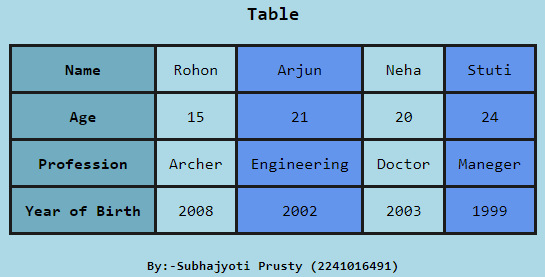 Table
Name Rohon Arjun Neha Stuti
Age 15 21 20 24
Profession Archer Engineering Doctor Maneger
Year of Birth 2008 2002 2003 1999
By:-Subhajyoti Prusty (2241016491)